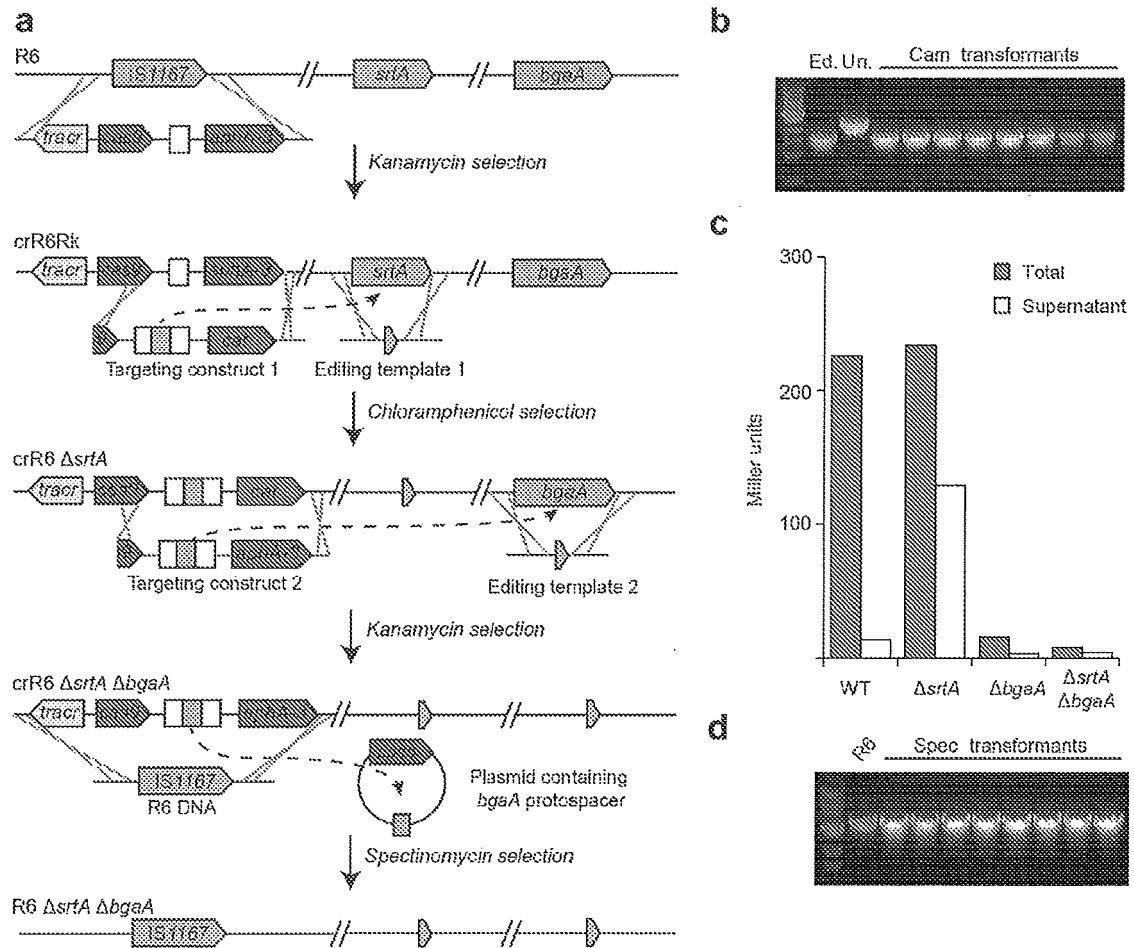 a
R6
IS1167
srtA
bgaA
tracr
Kanamycin selection
crR6Rk
tracr
srtA
bgaA
Targeting construct 1
Editing template 1
Chloramphenicol selection
crR6 ΔsrtA
tracr
bgaA
Targeting construct 2
Editing template 2
Kanamycin selection
crR6 ΔsrtA ΔbgaA
tracr
IS1167
R6 DNA
Plasmid containing
bgaA protospacer
Spectinomycin selection
R6 ΔsrtA ΔbgaA
IS1167
b
Ed. Un. Cam transformants
c
300
200
100
Miller units
Total
Supernatant
WT
ΔsrtA
ΔbgaA
ΔsrtA
ΔbgaA
d
R6 Spec transformants